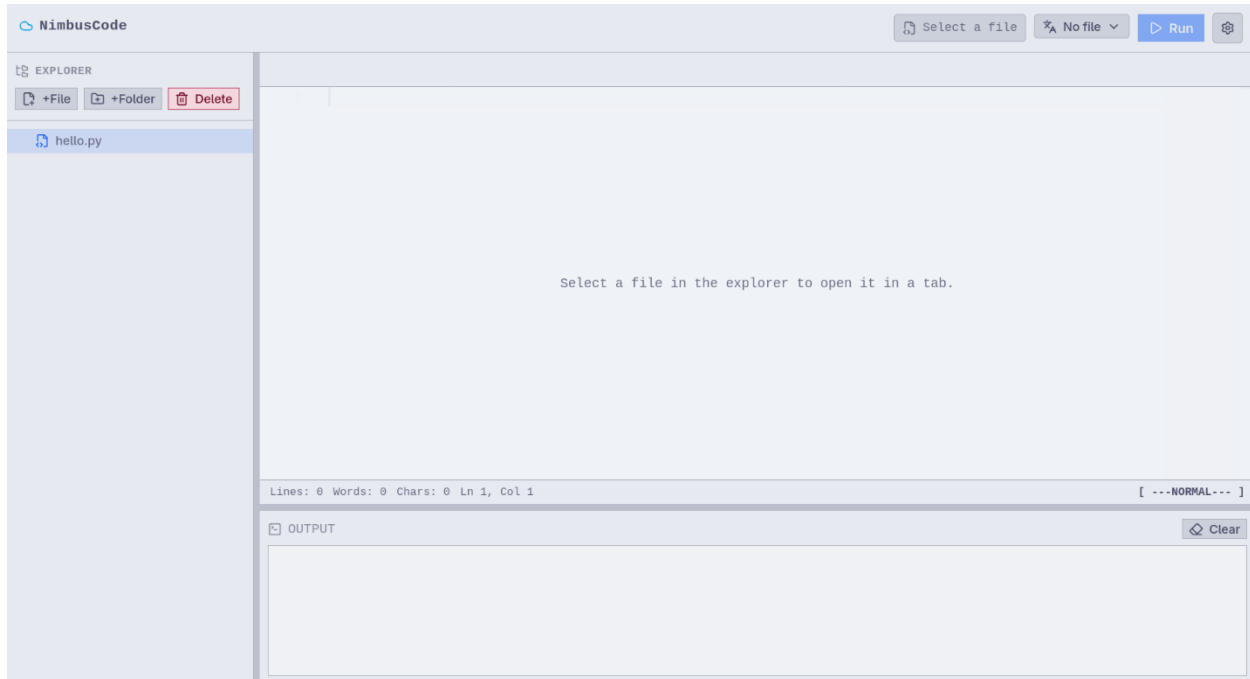 NimbusCode
Select a file
No file
Run
EXPLORER
+File +Folder Delete
hello.py
Select a file in the explorer to open it in a tab.
Lines: 0 Words: 0 Chars: 0 Ln 1, Col 1
[ ---NORMAL--- ]
OUTPUT
Clear